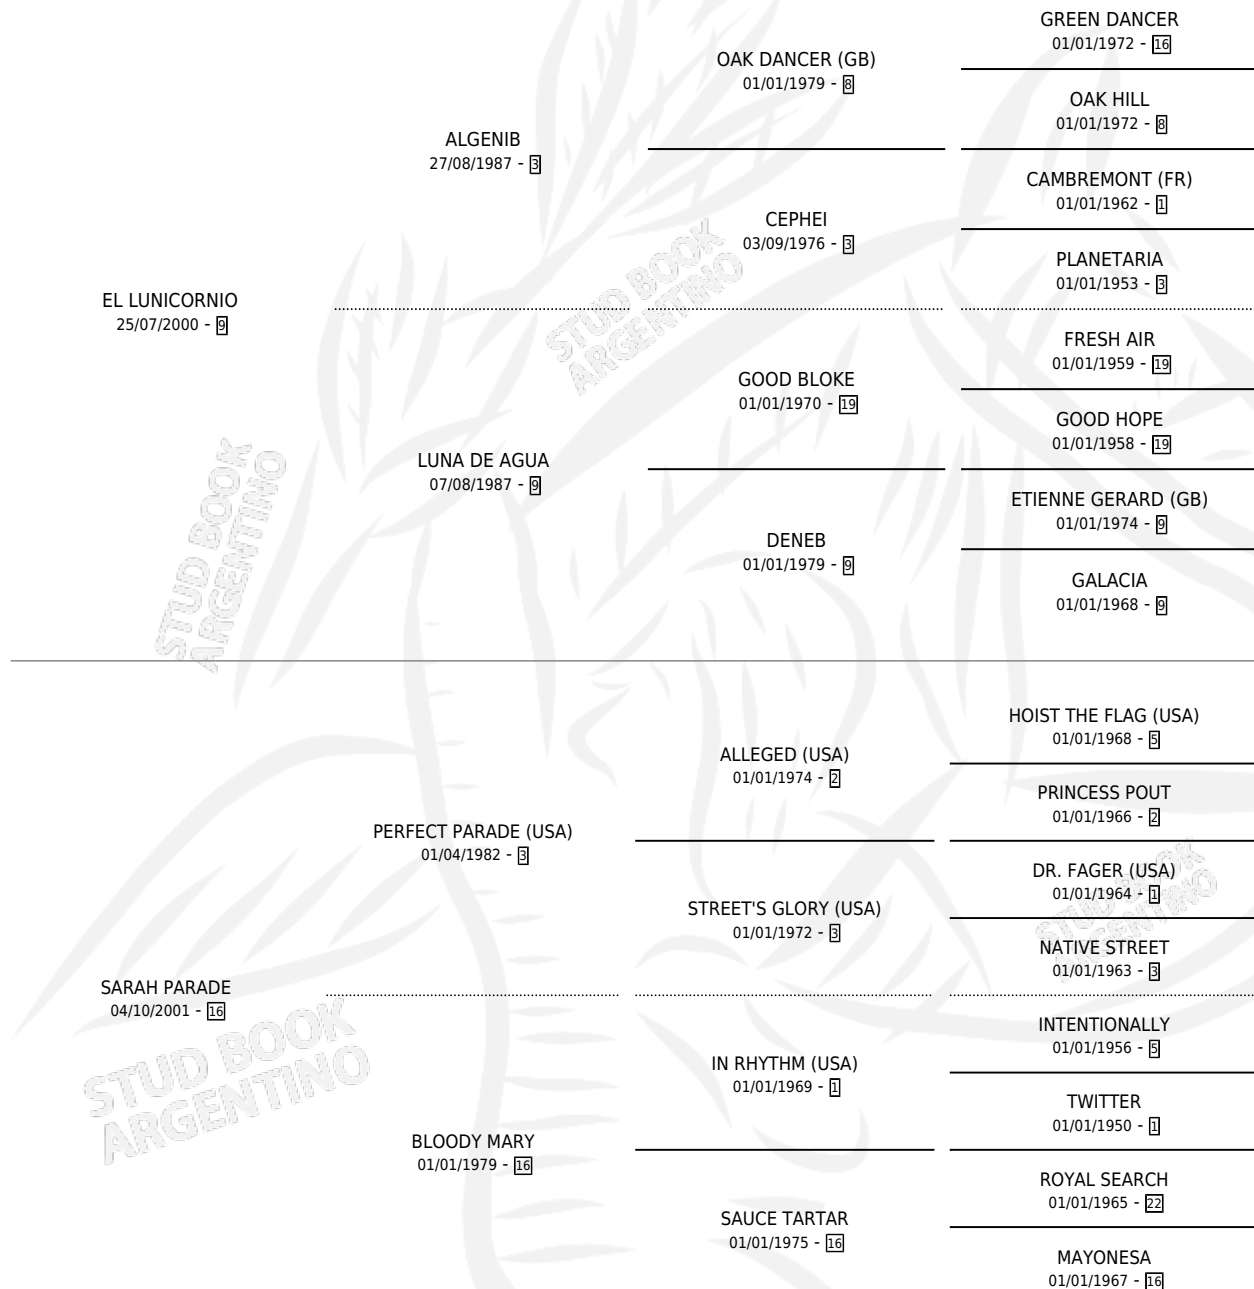 GREEN DANCER
01/01/1972 - 16
OAK DANCER (GB)
01/01/1979 - 8
OAK HILL
01/01/1972 - 8
ALGENIB
27/08/1987 - 3
CAMBREMONT (FR)
01/01/1962 - 1
CEPHEI
03/09/1976 - 3
PLANETARIA
01/01/1953 - 3
EL LUNICORNIO
25/07/2000 - 9
FRESH AIR
01/01/1959 - 19
GOOD BLOKE
01/01/1970 - 19
GOOD HOPE
01/01/1958 - 19
LUNA DE AGUA
07/08/1987 - 9
ETIENNE GERARD (GB)
01/01/1974 - 9
DENEB
01/01/1979 - 9
GALACIA
01/01/1968 - 9
HOIST THE FLAG (USA)
01/01/1968 - 5
ALLEGED (USA)
01/01/1974 - 2
PRINCESS POUT
01/01/1966 - 2
PERFECT PARADE (USA)
01/04/1982 - 3
DR. FAGER (USA)
01/01/1964 - 1
STREET'S GLORY (USA)
01/01/1972 - 3
NATIVE STREET
01/01/1963 - 3
SARAH PARADE
04/10/2001 - 16
INTENTIONALLY
01/01/1956 - 5
IN RHYTHM (USA)
01/01/1969 - 1
TWITTER
01/01/1950 - 1
BLOODY MARY
01/01/1979 - 16
ROYAL SEARCH
01/01/1965 - 22
SAUCE TARTAR
01/01/1975 - 16
MAYONESA
01/01/1967 - 16
STUD BOOK
ARGENTINO
STUD BOOK
ARGENTINO
STUD BOOK
ARGENTINO
STUD BOOK
ARGENTINO